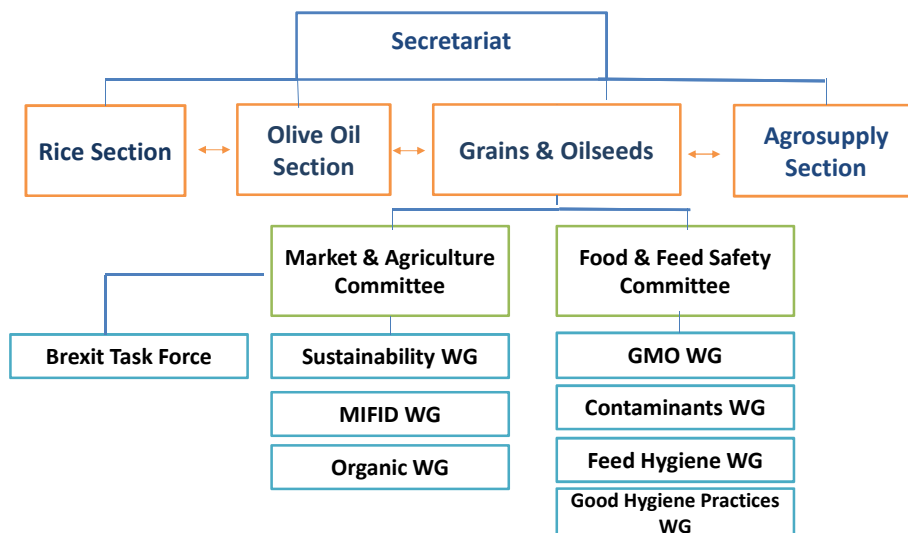 Secretariat
Rice Section
Olive Oil
Section
Grains & Oilseeds
Agrosupply
Section
Market & Agriculture
Committee
Food & Feed Safety
Committee
Brexit Task Force
Sustainability WG
GMO WG
MIFID WG
Contaminants WG
Organic WG
Feed Hygiene WG
Good Hygiene Practices
WG